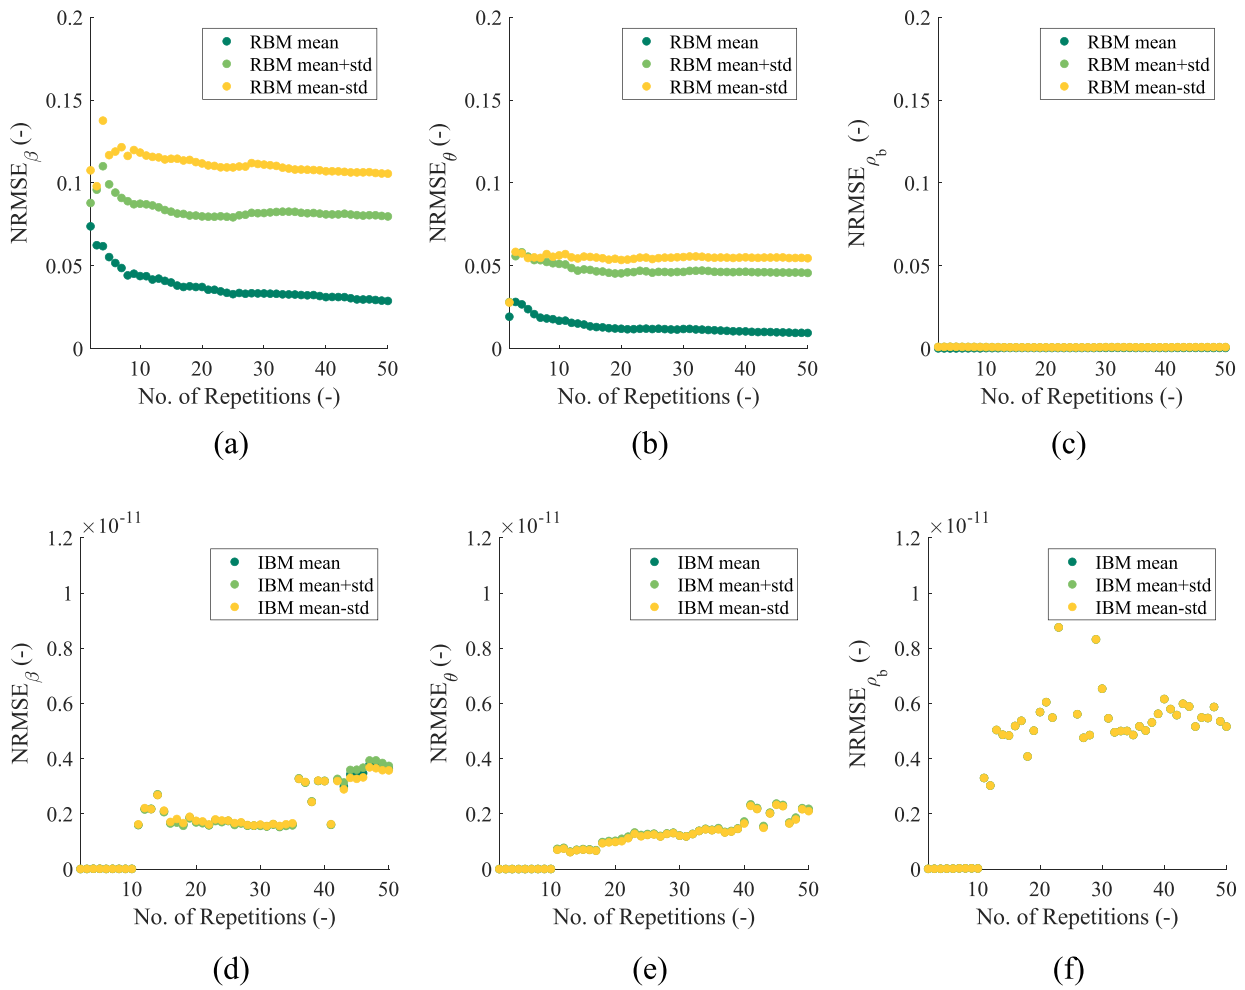 0.2
0.15
0.1
0.05
0
NRMSEβ (-)
RBM mean
RBM mean+std
RBM mean-std
10 20 30 40 50
No. of Repetitions (-)
(a)
0.2
0.15
0.1
0.05
0
NRMSEθ (-)
RBM mean
RBM mean+std
RBM mean-std
10 20 30 40 50
No. of Repetitions (-)
(b)
0.2
0.15
0.1
0.05
0
NRMSEρb (-)
RBM mean
RBM mean+std
RBM mean-std
10 20 30 40 50
No. of Repetitions (-)
(c)
×10-11
1.2
1
0.8
0.6
0.4
0.2
0
NRMSEβ (-)
IBM mean
IBM mean+std
IBM mean-std
10 20 30 40 50
No. of Repetitions (-)
(d)
×10-11
1.2
1
0.8
0.6
0.4
0.2
0
NRMSEθ (-)
IBM mean
IBM mean+std
IBM mean-std
10 20 30 40 50
No. of Repetitions (-)
(e)
×10-11
1.2
1
0.8
0.6
0.4
0.2
0
NRMSEρb (-)
IBM mean
IBM mean+std
IBM mean-std
10 20 30 40 50
No. of Repetitions (-)
(f)